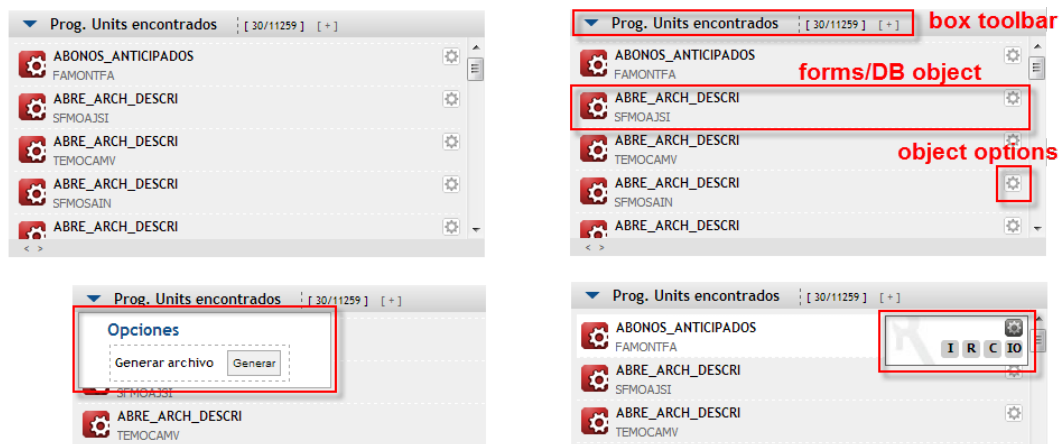 Prog. Units encontrados [ 30/11259 ] [ + ]
ABONOS_ANTICIPADOS
FAMONTFA
ABRE_ARCH_DESCRI
SFMOAJSI
ABRE_ARCH_DESCRI
TEMOCAMV
ABRE_ARCH_DESCRI
SFMOSAIN
ABRE_ARCH_DESCRI
< >
Prog. Units encontrados [ 30/11259 ] [ + ] box toolbar
ABONOS_ANTICIPADOS
FAMONTFA
forms/DB object
ABRE_ARCH_DESCRI
SFMOAJSI
ABRE_ARCH_DESCRI
TEMOCAMV
object options
ABRE_ARCH_DESCRI
SFMOSAIN
ABRE_ARCH_DESCRI
< >
Prog. Units encontrados [ 30/11259 ] [ + ]
Opciones
Generar archivo Generar
SFMOAJSI
ABRE_ARCH_DESCRI
TEMOCAMV
Prog. Units encontrados [ 30/11259 ] [ + ]
ABONOS_ANTICIPADOS
FAMONTFA
I R C IO
ABRE_ARCH_DESCRI
SFMOAJSI
ABRE_ARCH_DESCRI
TEMOCAMV